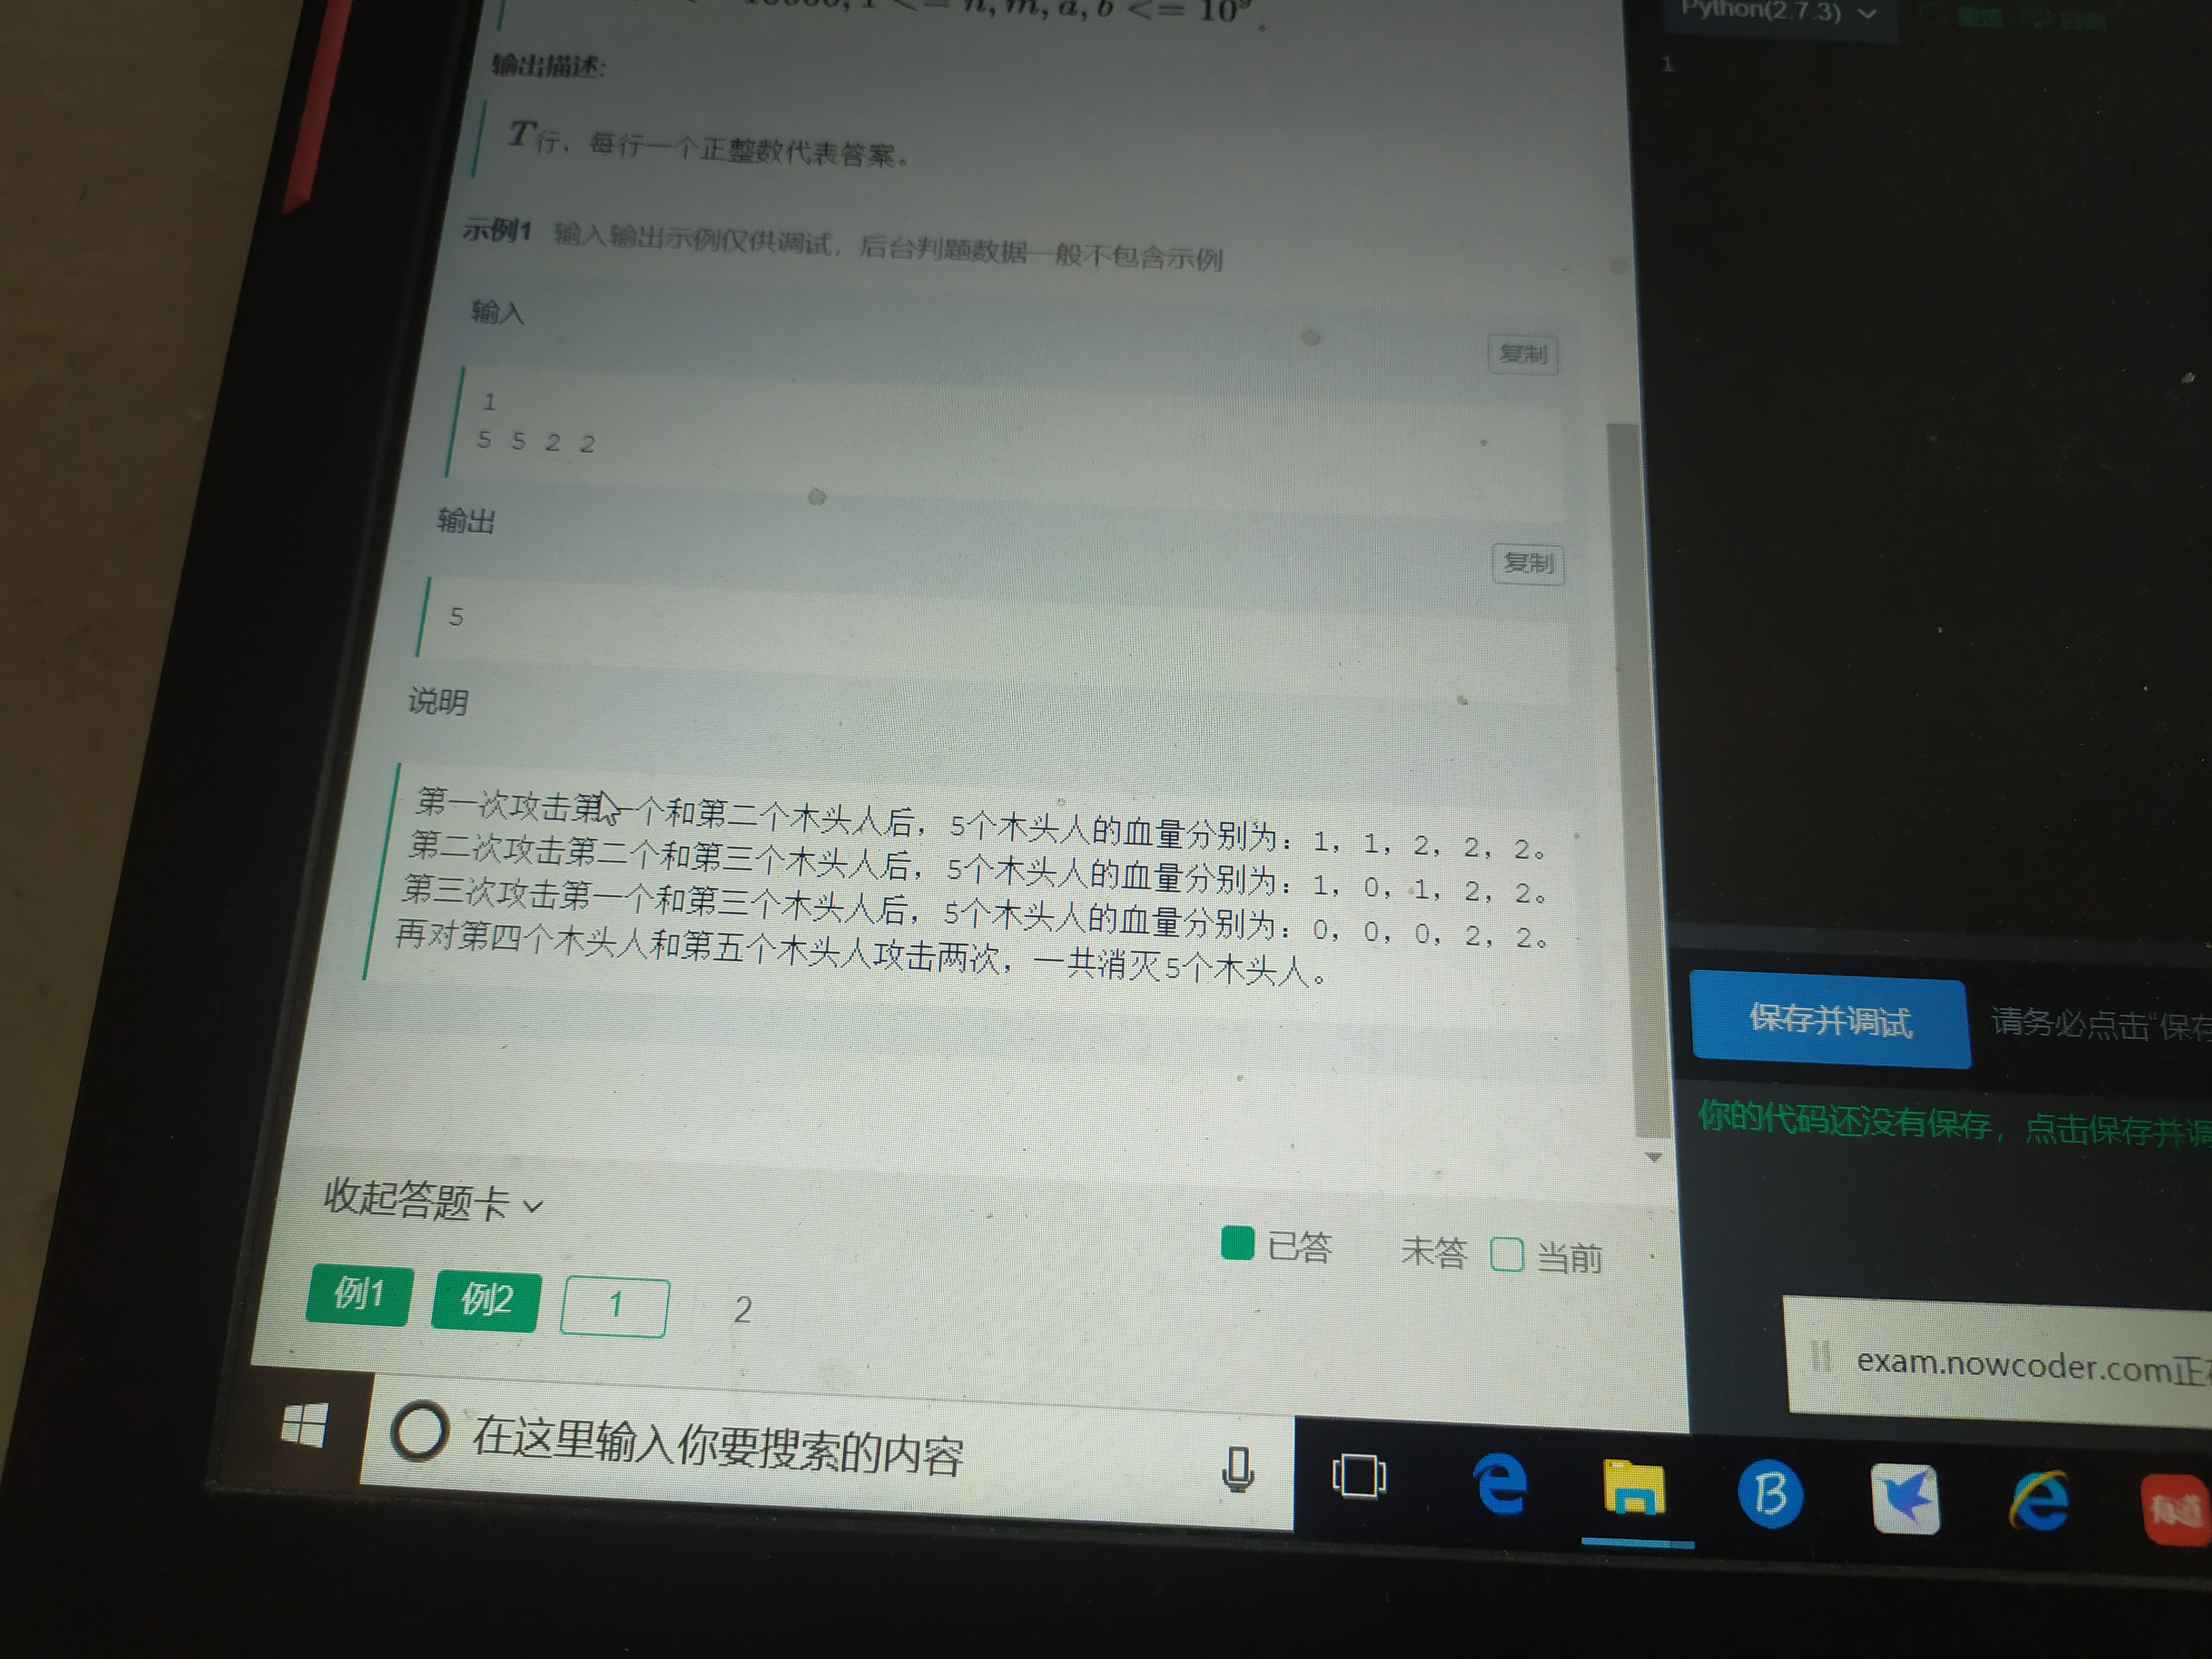 10000, 1 <= n, m, a, b <= 10⁹。
输出描述:
T行，每行一个正整数代表答案。
示例1 输入输出示例仅供调试，后台判题数据一般不包含示例
输入
复制
1
5 5 2 2
输出
复制
5
说明
第一次攻击第一个和第二个木头人后，5个木头人的血量分别为：1，1，2，2，2。
第二次攻击第二个和第三个木头人后，5个木头人的血量分别为：1，0，1，2，2。
第三次攻击第一个和第三个木头人后，5个木头人的血量分别为：0，0，0，2，2。
再对第四个木头人和第五个木头人攻击两次，一共消灭5个木头人。
收起答题卡
已答 未答 当前
例1 例2 1 2
Python(2.7.3) 自测
1
保存并调试
请务必点击“保存
你的代码还没有保存，点击保存并调
exam.nowcoder.com正
在这里输入你要搜索的内容
有道